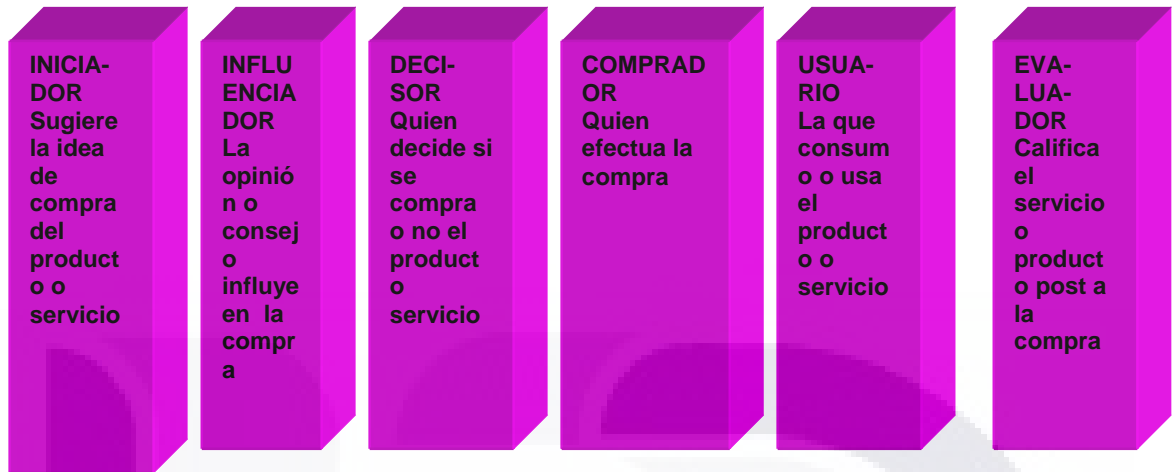 INICIA-
DOR
Sugiere
la idea
de
compra
del
product
o o
servicio
INFLU
ENCIA
DOR
La
opinió
n o
consej
o
influye
en la
compr
a
DECI-
SOR
Quien
decide si
se
compra
o no el
product
o
servicio
COMPRAD
OR
Quien
efectua la
compra
USUA-
RIO
La que
consum
o o usa
el
product
o o
servicio
EVA-
LUA-
DOR
Califica
el
servicio
o
product
o post a
la
compra